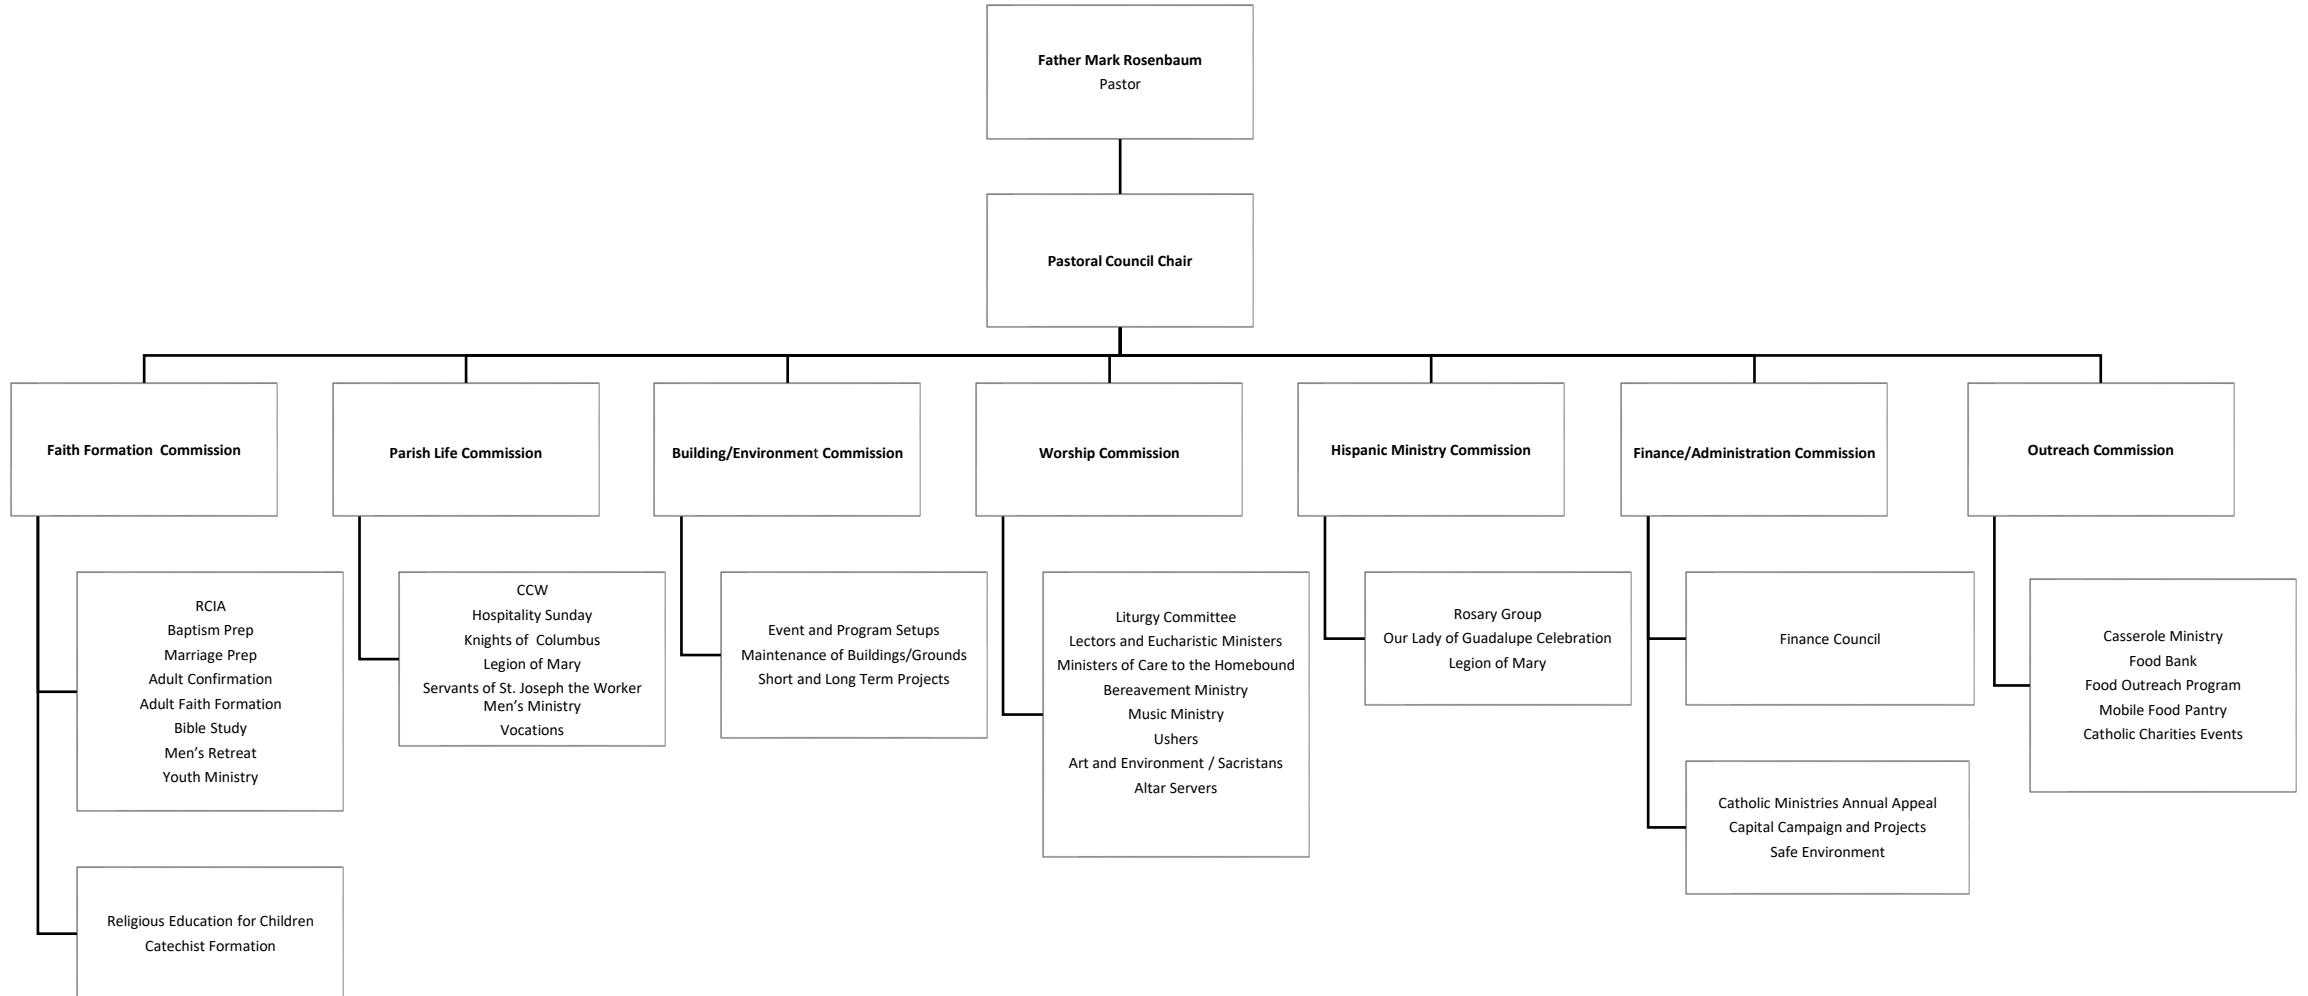 Father Mark Rosenbaum
Pastor
Pastoral Council Chair
Faith Formation  Commission
Parish Life Commission
Building/Environment Commission
Worship Commission
Hispanic Ministry Commission
Finance/Administration Commission
Outreach Commission
RCIA
Baptism Prep
Marriage Prep
Adult Confirmation
Adult Faith Formation
Bible Study
Men’s Retreat
Youth Ministry
Religious Education for Children
Catechist Formation
CCW
Hospitality Sunday
Knights of  Columbus
Legion of Mary
Servants of St. Joseph the Worker
Men’s Ministry
Vocations
Event and Program Setups
Maintenance of Buildings/Grounds
Short and Long Term Projects
Liturgy Committee
Lectors and Eucharistic Ministers
Ministers of Care to the Homebound
Bereavement Ministry
Music Ministry
Ushers
Art and Environment / Sacristans
Altar Servers
Rosary Group
Our Lady of Guadalupe Celebration
Legion of Mary
Finance Council
Catholic Ministries Annual Appeal
Capital Campaign and Projects
Safe Environment
Casserole Ministry
Food Bank
Food Outreach Program
Mobile Food Pantry
Catholic Charities Events